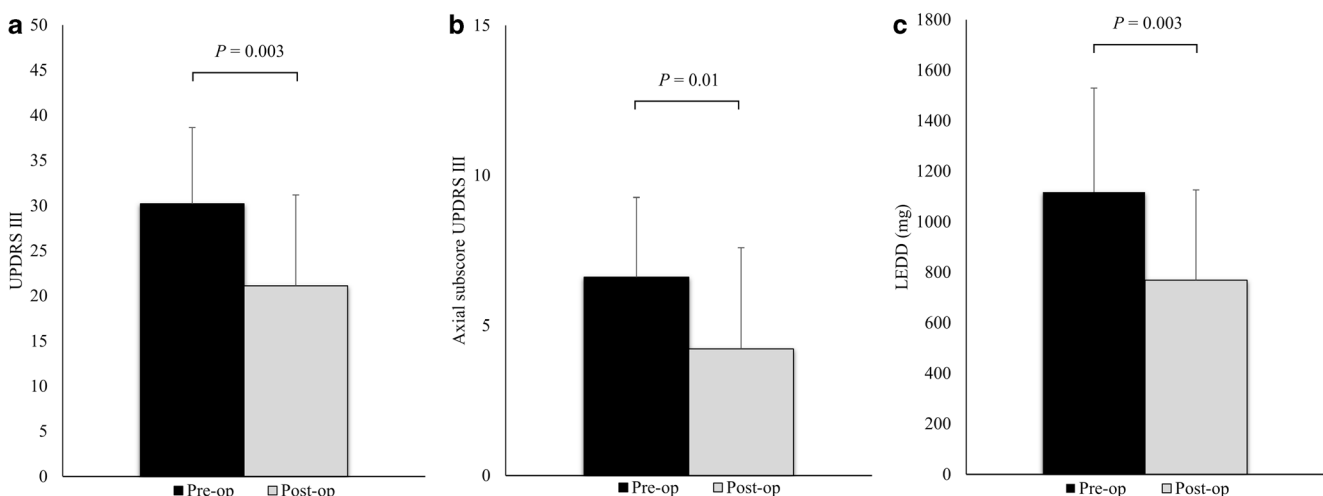 a
UPDRS III
50
45
40
35
30
25
20
15
10
5
0
P = 0.003
Pre-op Post-op
b
Axial subscore UPDRS III
15
10
5
0
P = 0.01
Pre-op Post-op
c
LEDD (mg)
1800
1600
1400
1200
1000
800
600
400
200
0
P = 0.003
Pre-op Post-op